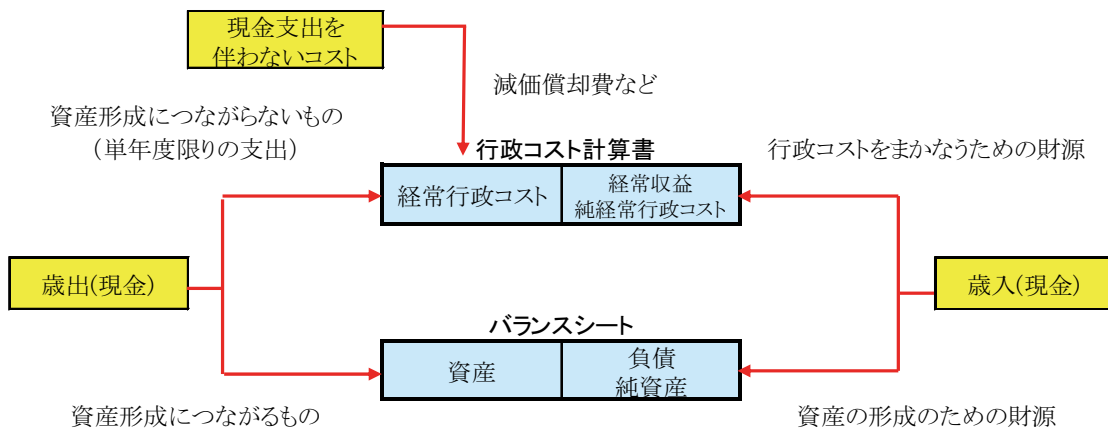 現金支出を
伴わないコスト
減価償却費など
資産形成につながらないもの
（単年度限りの支出）
行政コスト計算書
行政コストをまかなうための財源
経常行政コスト
経常収益
純経常行政コスト
歳出(現金)
歳入(現金)
バランスシート
資産
負債
純資産
資産形成につながるもの
資産の形成のための財源